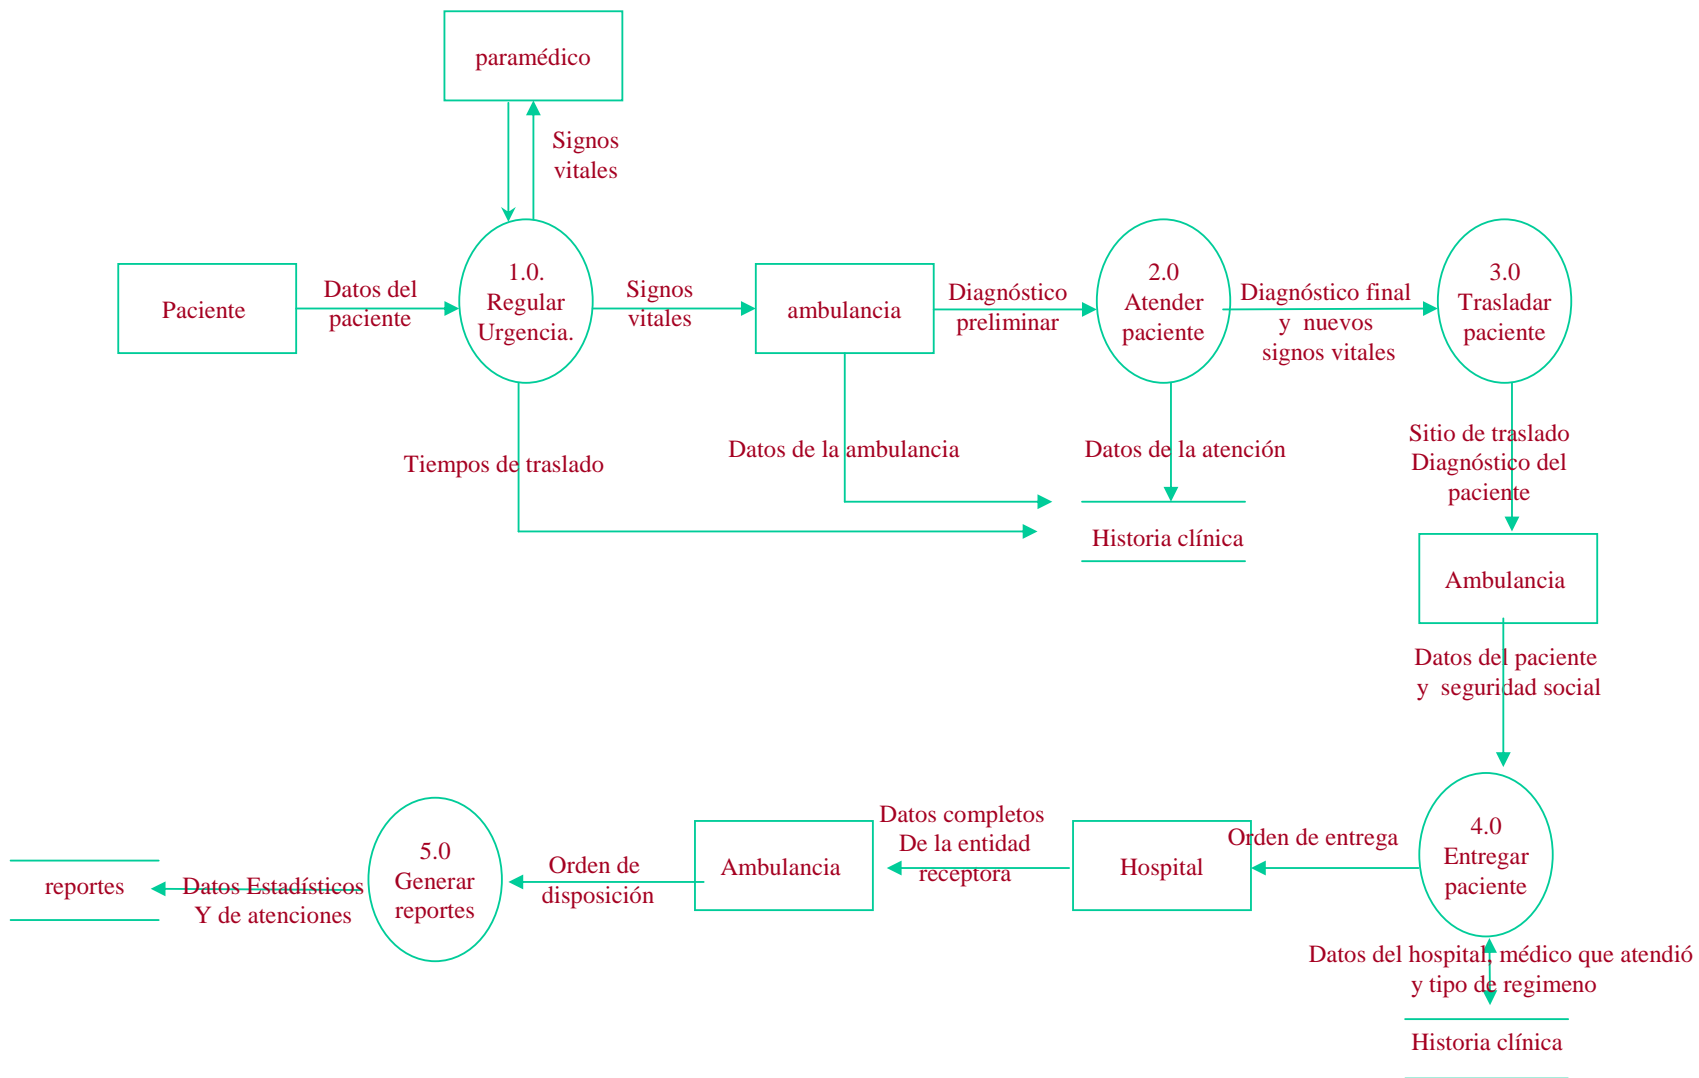 paramédico
Signos
vitales
Paciente
Datos del
paciente
1.0.
Regular
Urgencia.
Signos
vitales
ambulancia
Diagnóstico
preliminar
2.0
Atender
paciente
Diagnóstico final
y nuevos
signos vitales
3.0
Trasladar
paciente
Tiempos de traslado
Datos de la ambulancia
Datos de la atención
Sitio de traslado
Diagnóstico del
paciente
Historia clínica
Ambulancia
Datos del paciente
y seguridad social
reportes
Datos Estadísticos
Y de atenciones
5.0
Generar
reportes
Orden de
disposición
Ambulancia
Datos completos
De la entidad
receptora
Hospital
Orden de entrega
4.0
Entregar
paciente
Datos del hospital, médico que atendió
y tipo de regimeno
Historia clínica